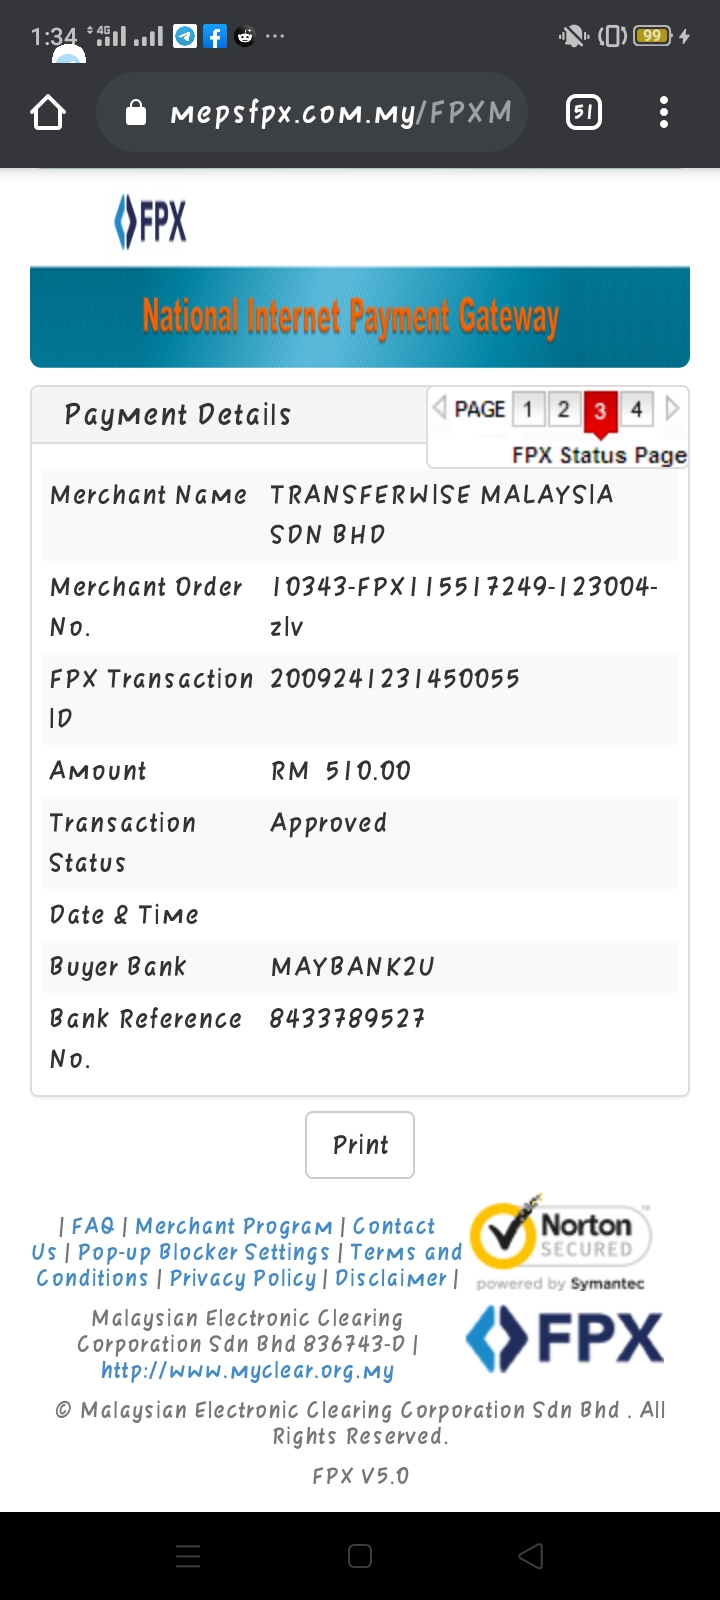 1:34 4G 99
mepsfpx.com.my/FPXM 51
FPX
National Internet Payment Gateway
Payment Details
PAGE 1 2 3 4
FPX Status Page
Merchant Name TRANSFERWISE MALAYSIA
SDN BHD
Merchant Order 10343-FPX115517249-123004-
No. zlv
FPX Transaction 2009241231450055
ID
Amount RM 510.00
Transaction Approved
Status
Date & Time
Buyer Bank MAYBANK2U
Bank Reference 8433789527
No.
Print
| FAQ | Merchant Program | Contact
Us | Pop-up Blocker Settings | Terms and
Conditions | Privacy Policy | Disclaimer |
Norton
SECURED
powered by Symantec
Malaysian Electronic Clearing
Corporation Sdn Bhd 836743-D |
http://www.myclear.org.my
FPX
© Malaysian Electronic Clearing Corporation Sdn Bhd . All
Rights Reserved.
FPX V5.0